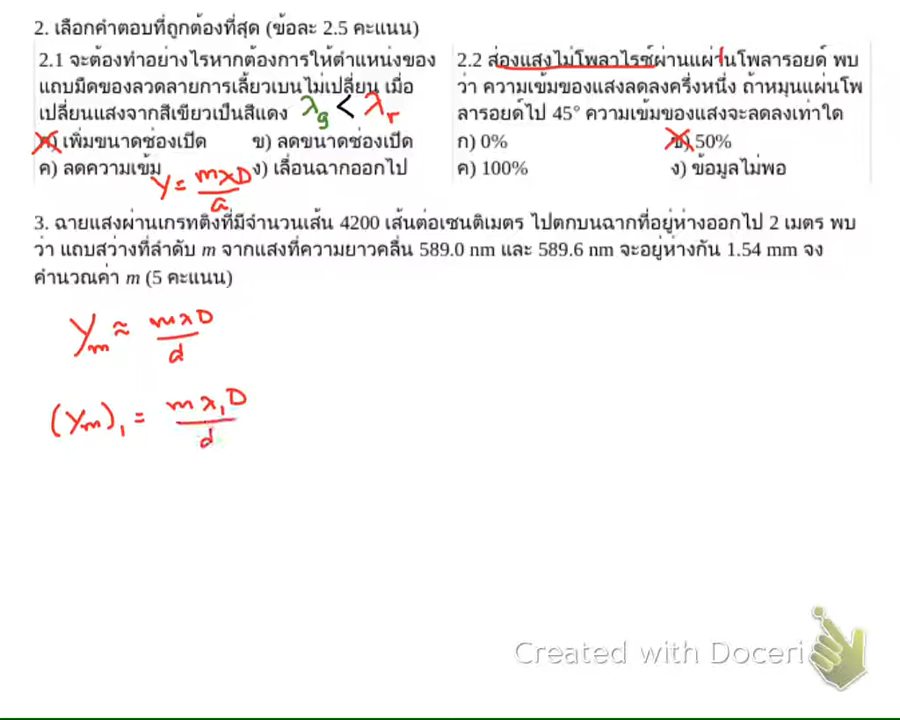 2. เลือกคำตอบที่ถูกต้องที่สุด (ข้อละ 2.5 คะแนน)
2.1 จะต้องทำอย่างไรหากต้องการให้ตำแหน่งของ
แถบมืดของลวดลายการเลี้ยวเบนไม่เปลี่ยน เมื่อ
เปลี่ยนแสงจากสีเขียวเป็นสีแดง λg < λr
ก) เพิ่มขนาดช่องเปิด ข) ลดขนาดช่องเปิด
ค) ลดความเข้ม ง) เลื่อนฉากออกไป
y = mλD/a
2.2 ส่องแสงไม่โพลาไรซ์ผ่านแผ่นโพลารอยด์ พบ
ว่า ความเข้มของแสงลดลงครึ่งหนึ่ง ถ้าหมุนแผ่นโพ
ลารอยด์ไป 45° ความเข้มของแสงจะลดลงเท่าใด
ก) 0% ข) 50%
ค) 100% ง) ข้อมูลไม่พอ
3. ฉายแสงผ่านเกรทติงที่มีจำนวนเส้น 4200 เส้นต่อเซนติเมตร ไปตกบนฉากที่อยู่ห่างออกไป 2 เมตร พบ
ว่า แถบสว่างที่ลำดับ m จากแสงที่ความยาวคลื่น 589.0 nm และ 589.6 nm จะอยู่ห่างกัน 1.54 mm จง
คำนวณค่า m (5 คะแนน)
ym ≈ mλD/d
(ym)1 = mλ1D/d
Created with Doceri